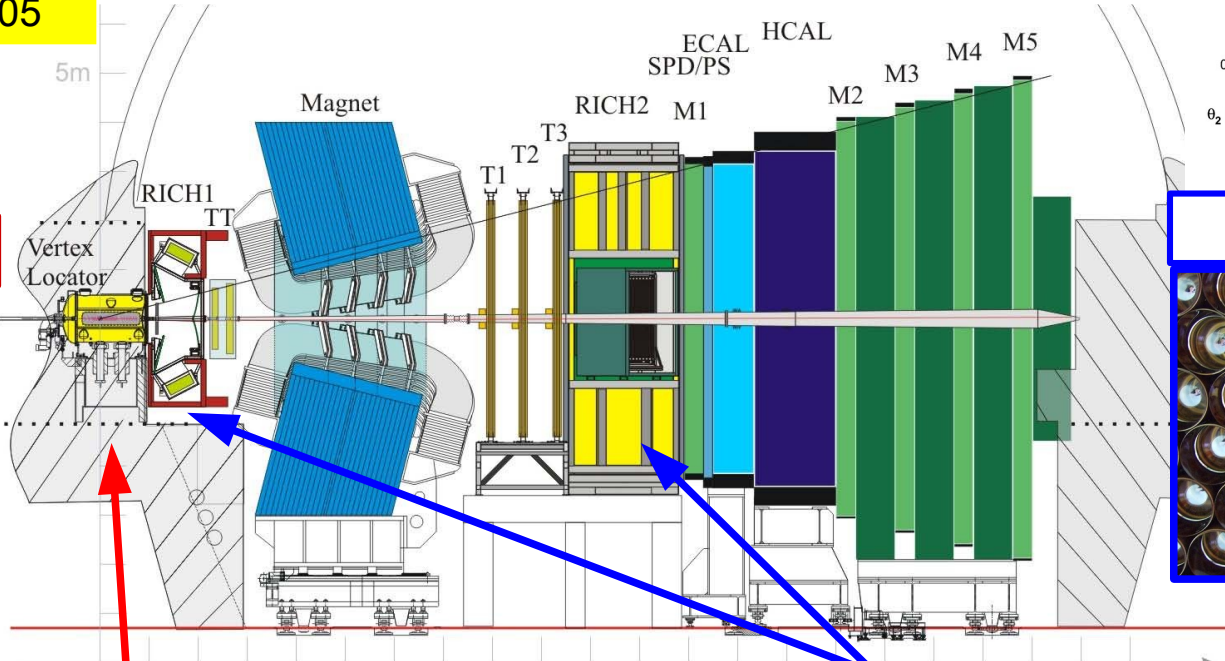 05
ECAL HCAL
SPD/PS
M4 M5
M3
5m
M2
Magnet
RICH2 M1
T3
T2
T1
θ2
RICH1
TT
Vertex
Locator